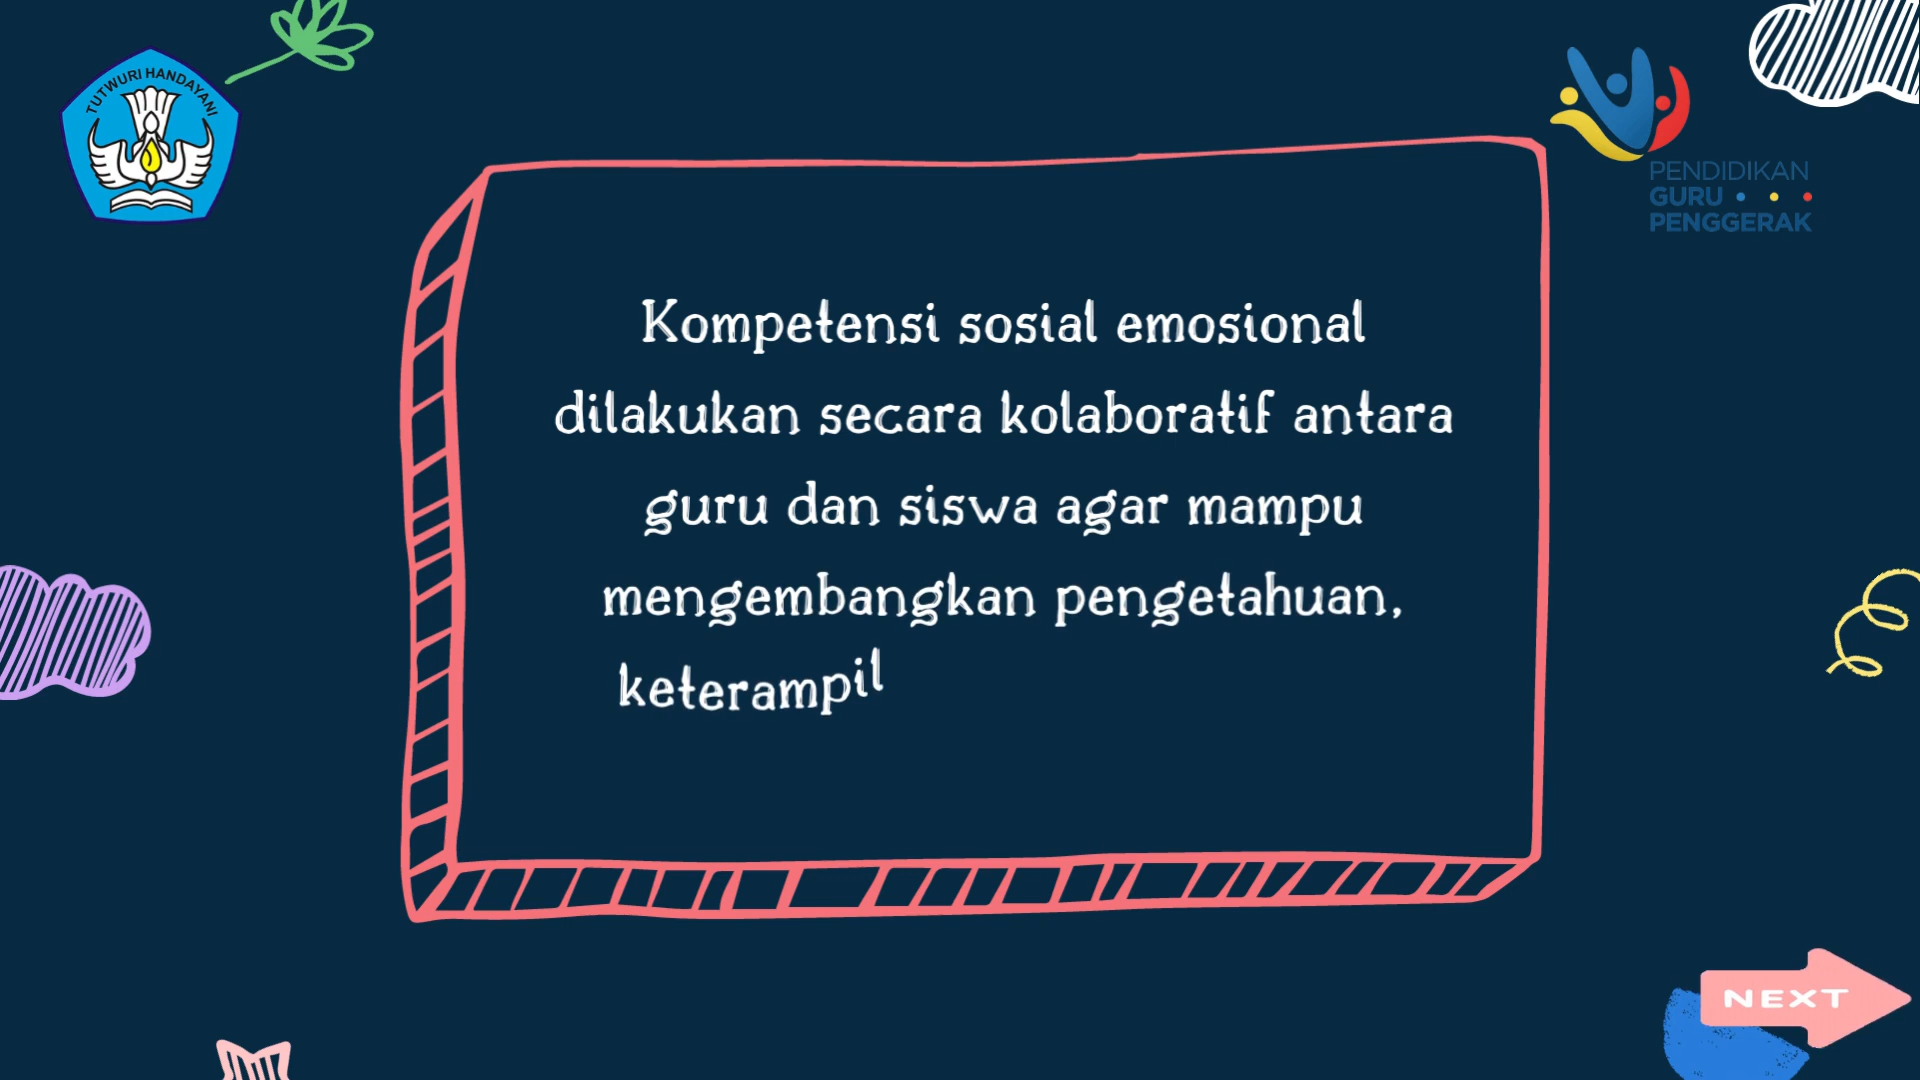 TUTWURI HANDAYANI
PENDIDIKAN
GURU
PENGGERAK
Kompetensi sosial emosional
dilakukan secara kolaboratif antara
guru dan siswa agar mampu
mengembangkan pengetahuan,
keterampil
NEXT